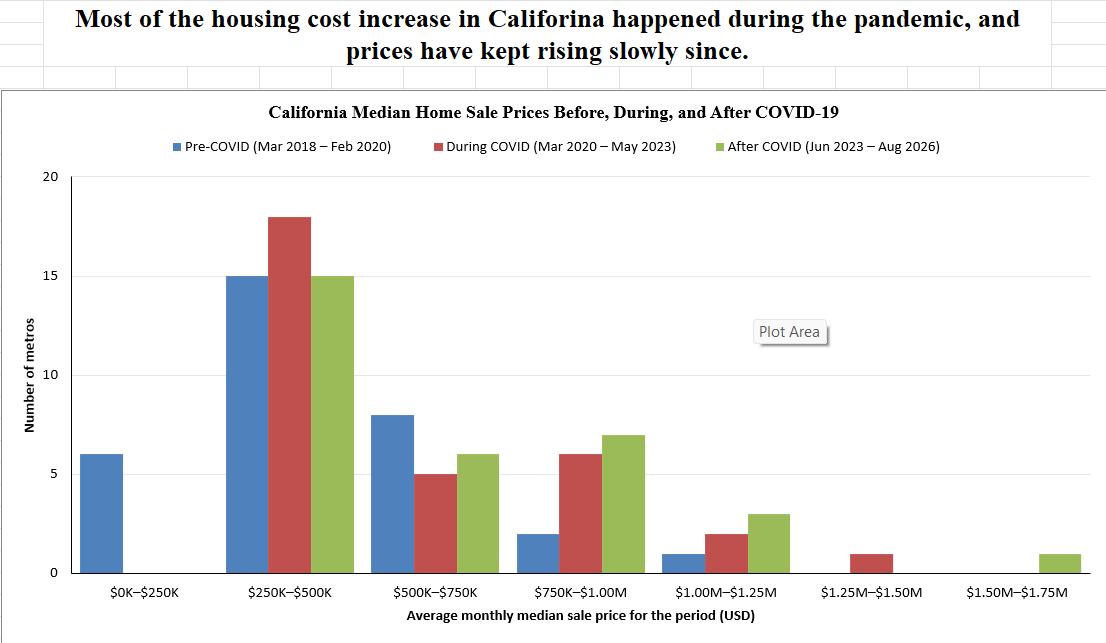 Most of the housing cost increase in Califorina happened during the pandemic, and
prices have kept rising slowly since.
California Median Home Sale Prices Before, During, and After COVID-19
Pre-COVID (Mar 2018 – Feb 2020) During COVID (Mar 2020 – May 2023) After COVID (Jun 2023 – Aug 2026)
20
15
10
5
0
Number of metros
Plot Area
$0K–$250K $250K–$500K $500K–$750K $750K–$1.00M $1.00M–$1.25M $1.25M–$1.50M $1.50M–$1.75M
Average monthly median sale price for the period (USD)